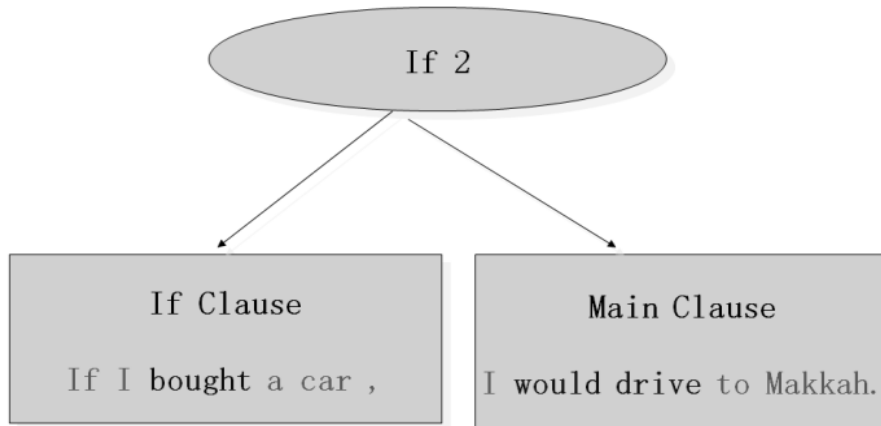 If 2
If Clause
If I bought a car ,
Main Clause
I would drive to Makkah.